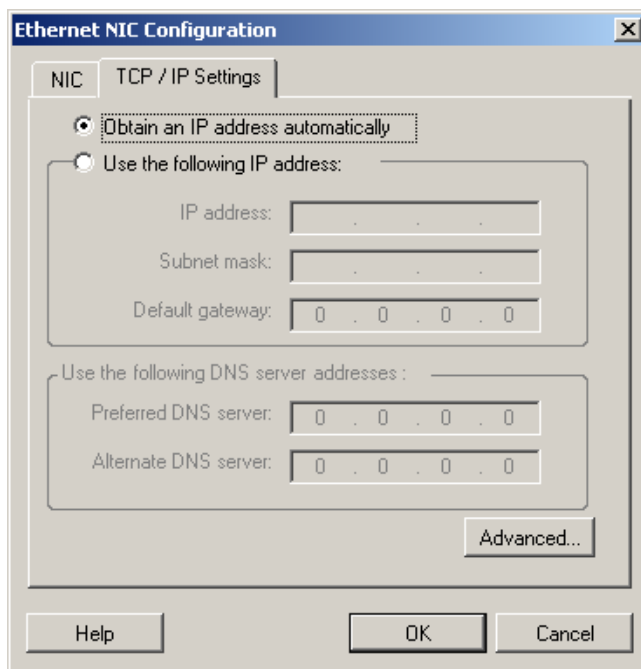 Ethernet NIC Configuration
NIC
TCP / IP Settings
Obtain an IP address automatically
Use the following IP address:
IP address: . . .
Subnet mask: . . .
Default gateway: 0 . 0 . 0 . 0
Use the following DNS server addresses :
Preferred DNS server: 0 . 0 . 0 . 0
Alternate DNS server: 0 . 0 . 0 . 0
Advanced...
Help
OK
Cancel